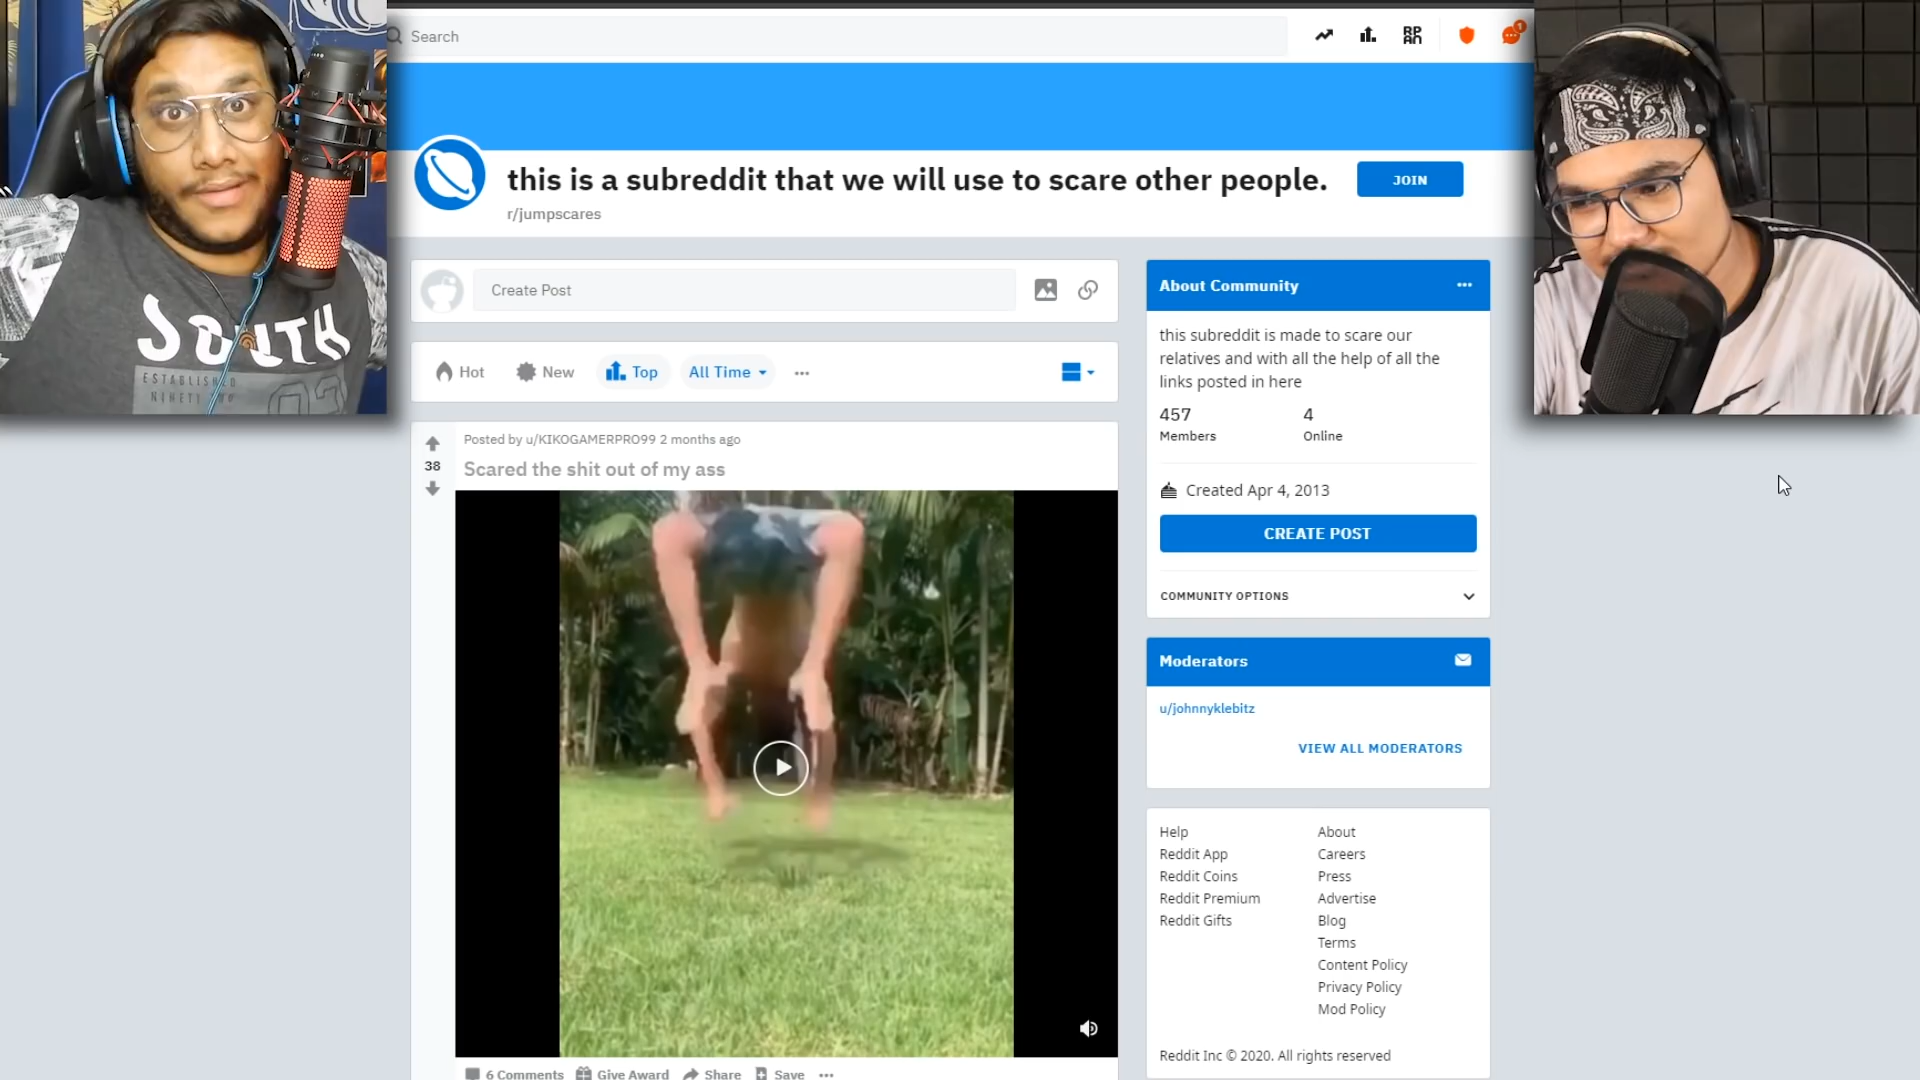 Search
1
this is a subreddit that we will use to scare other people.
r/jumpscares
JOIN
SOUTH
ESTABLISHED
NINETY TWO
Create Post
Hot
New
Top
All Time
Posted by u/KIKOGAMERPRO99 2 months ago
38
Scared the shit out of my ass
6 Comments
Give Award
Share
Save
About Community
this subreddit is made to scare our
relatives and with all the help of all the
links posted in here
457
4
Members
Online
Created Apr 4, 2013
CREATE POST
COMMUNITY OPTIONS
Moderators
u/johnnyklebitz
VIEW ALL MODERATORS
Help
About
Reddit App
Careers
Reddit Coins
Press
Reddit Premium
Advertise
Reddit Gifts
Blog
Terms
Content Policy
Privacy Policy
Mod Policy
Reddit Inc © 2020. All rights reserved